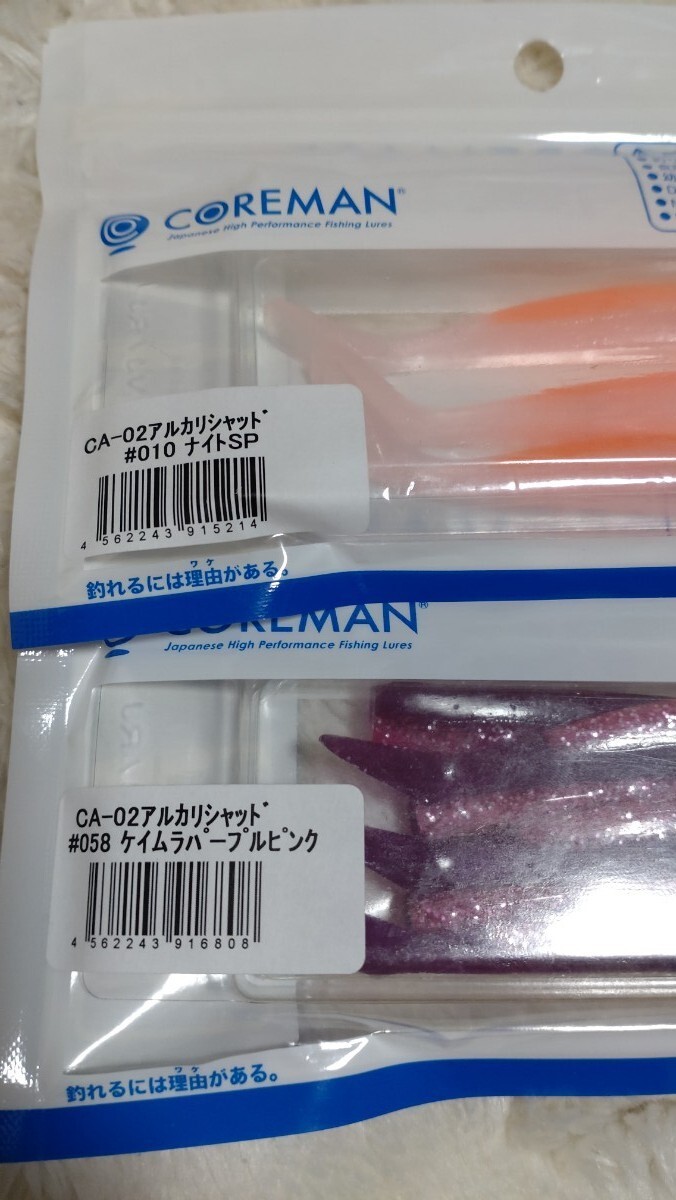 COREMAN®
Japanese High Performance Fishing Lures
CA-02アルカリシャッド
#010 ナイトSP
4 562243 915214
ワケ
釣れるには理由がある。
COREMAN®
Japanese High Performance Fishing Lures
CA-02アルカリシャッド
#058 ケイムラパープルピンク
4 562243 916808
ワケ
釣れるには理由がある。